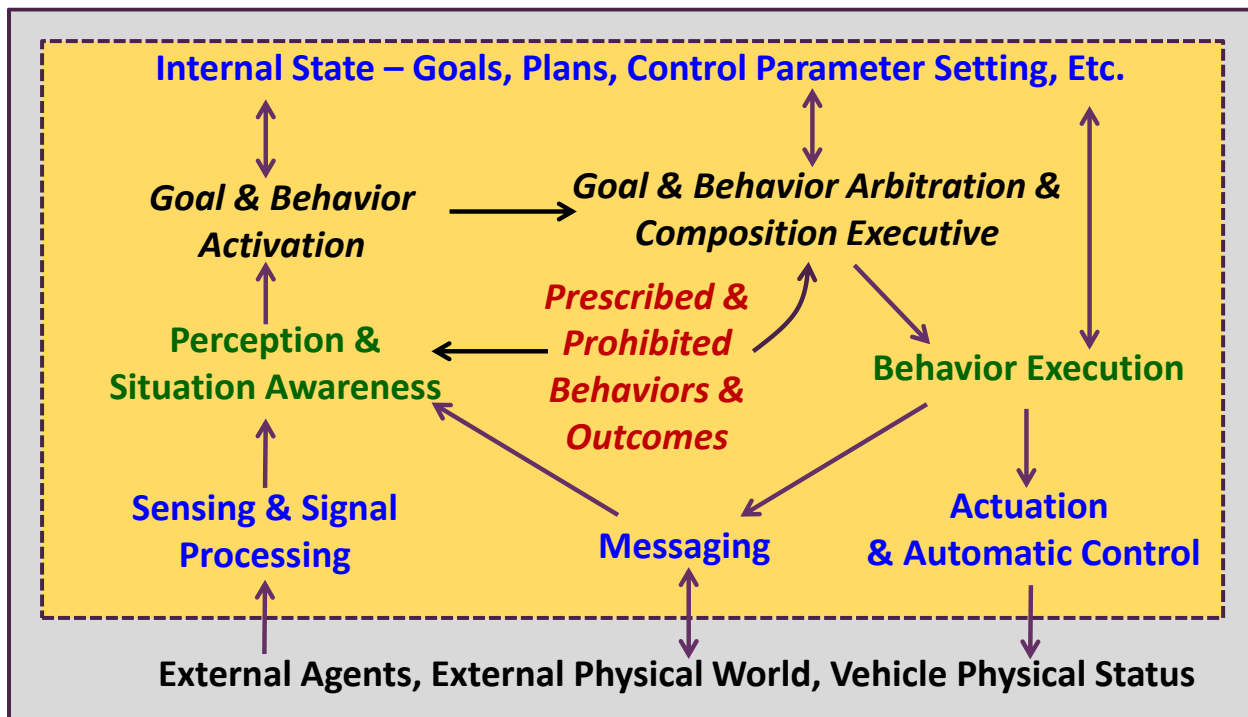 Internal State – Goals, Plans, Control Parameter Setting, Etc.
Goal & Behavior
Activation
Goal & Behavior Arbitration &
Composition Executive
Prescribed &
Prohibited
Behaviors &
Outcomes
Perception &
Situation Awareness
Behavior Execution
Sensing & Signal
Processing
Messaging
Actuation
& Automatic Control
External Agents, External Physical World, Vehicle Physical Status